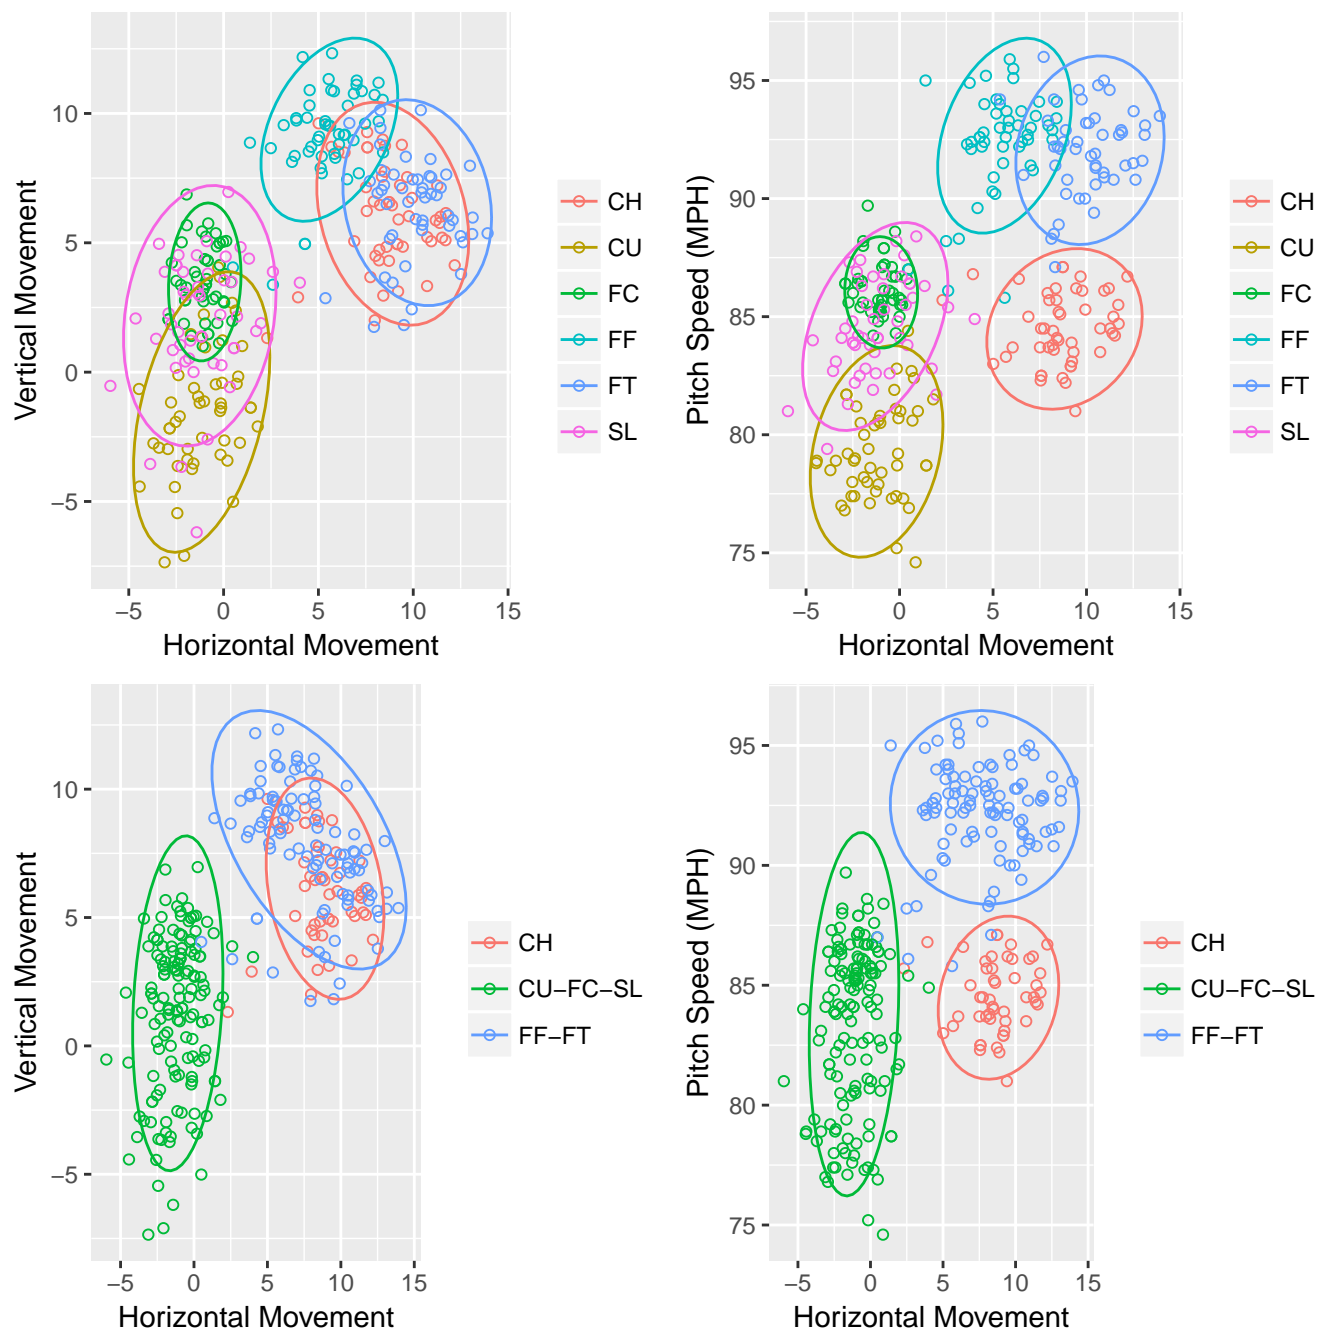 10
5
0
−5
−5
0
5
10
15
Vertical Movement
Horizontal Movement
CH
CU
FC
FF
FT
SL
95
90
85
80
75
−5
0
5
10
15
Pitch Speed (MPH)
Horizontal Movement
CH
CU
FC
FF
FT
SL
10
5
0
−5
−5
0
5
10
15
Vertical Movement
Horizontal Movement
CH
CU−FC−SL
FF−FT
95
90
85
80
75
−5
0
5
10
15
Pitch Speed (MPH)
Horizontal Movement
CH
CU−FC−SL
FF−FT